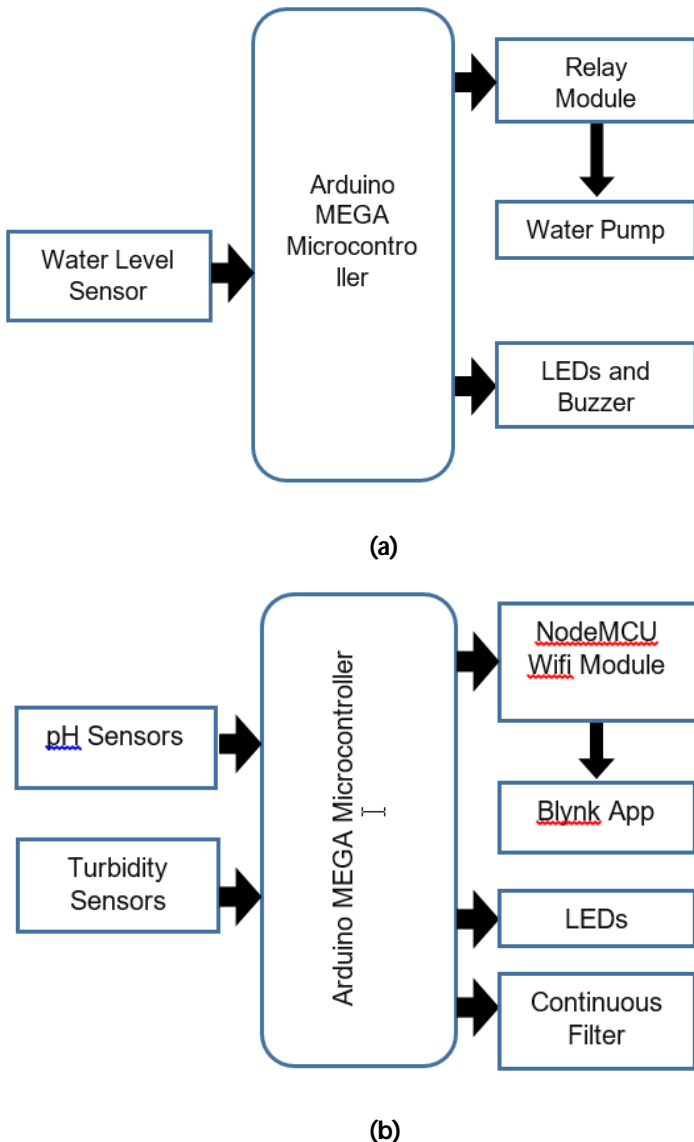 Relay
Module
Arduino
MEGA
Microcontro
ller
Water Level
Sensor
Water Pump
LEDs and
Buzzer
(a)
NodeMCU
Wifi Module
pH Sensors
Arduino MEGA Microcontroller
Blynk App
Turbidity
Sensors
LEDs
Continuous
Filter
(b)